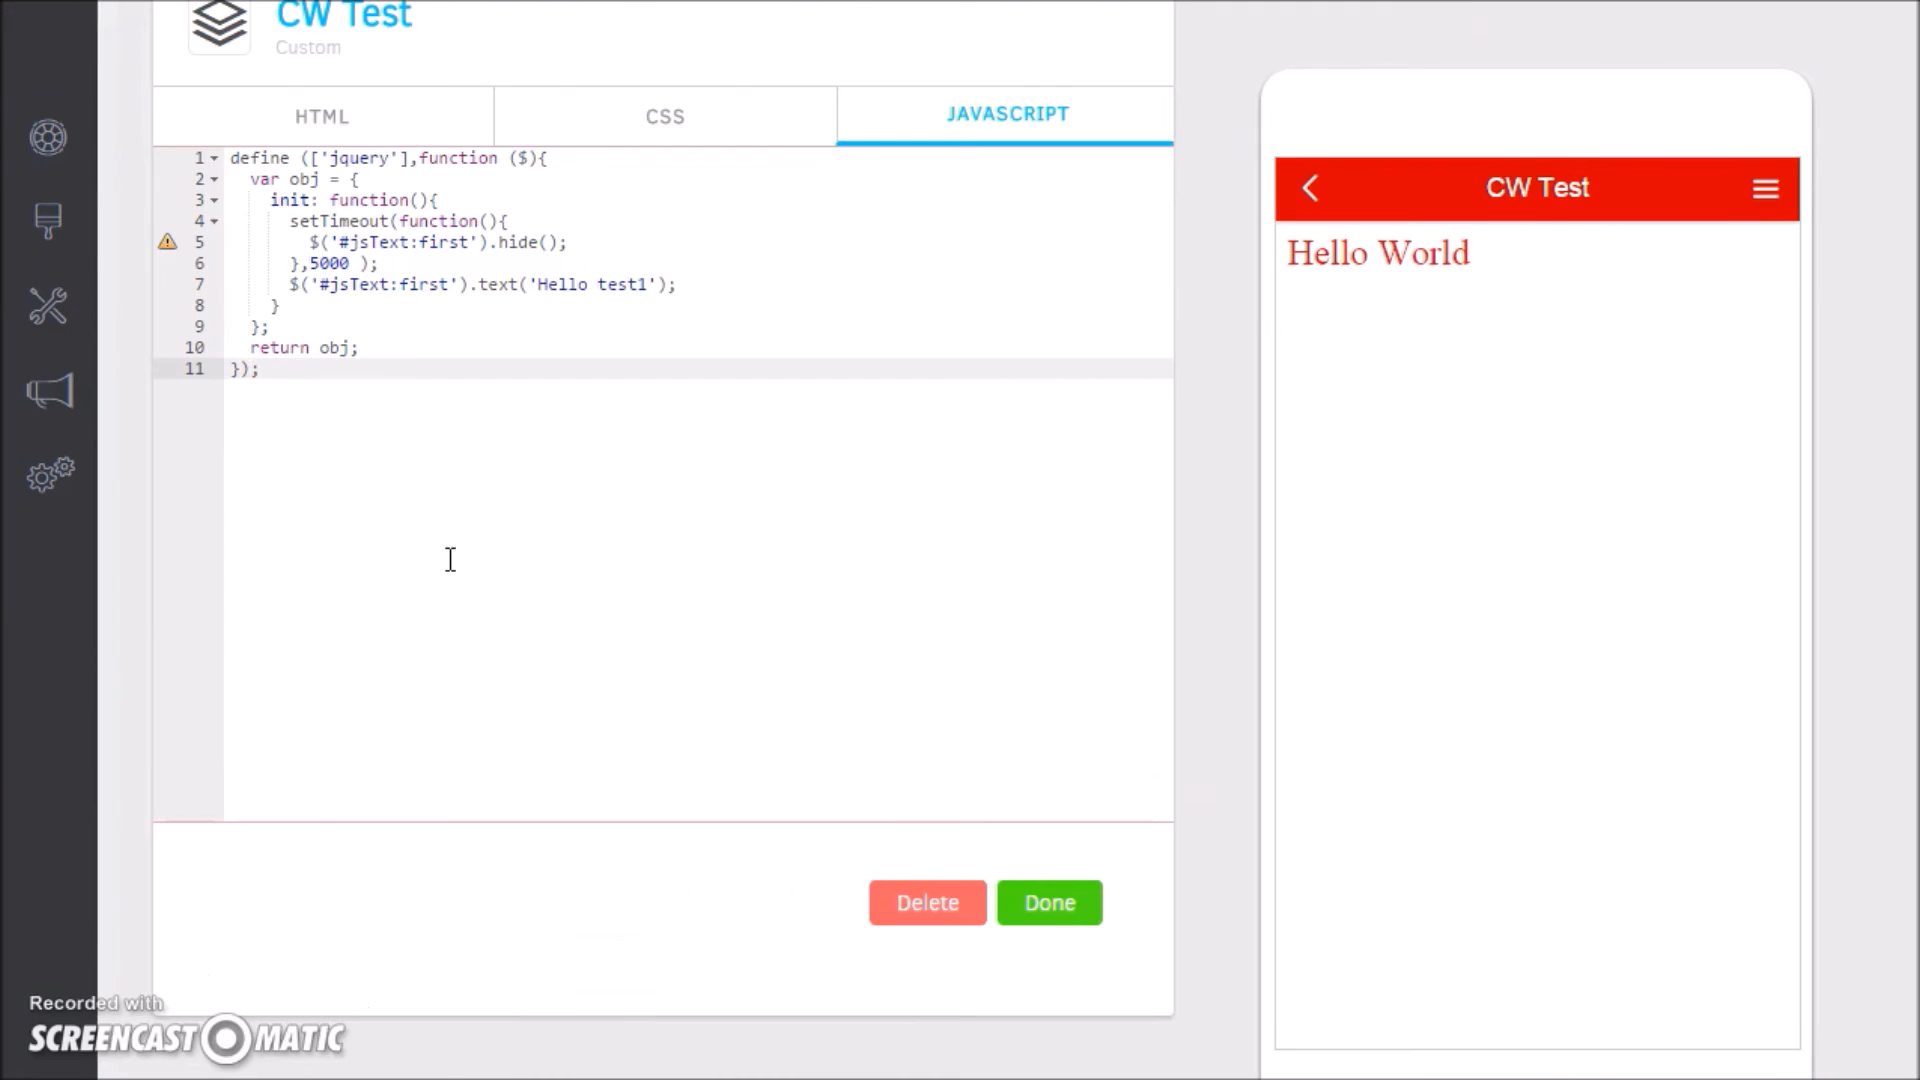 CW Test
Custom
HTML
CSS
JAVASCRIPT
1 define (['jquery'],function ($){
2 var obj = {
3 init: function(){
4 setTimeout(function(){
5 $('#jsText:first').hide();
6 },5000 );
7 $('#jsText:first').text('Hello test1');
8 }
9 };
10 return obj;
11 });
Delete
Done
CW Test
Hello World
Recorded with
SCREENCAST MATIC